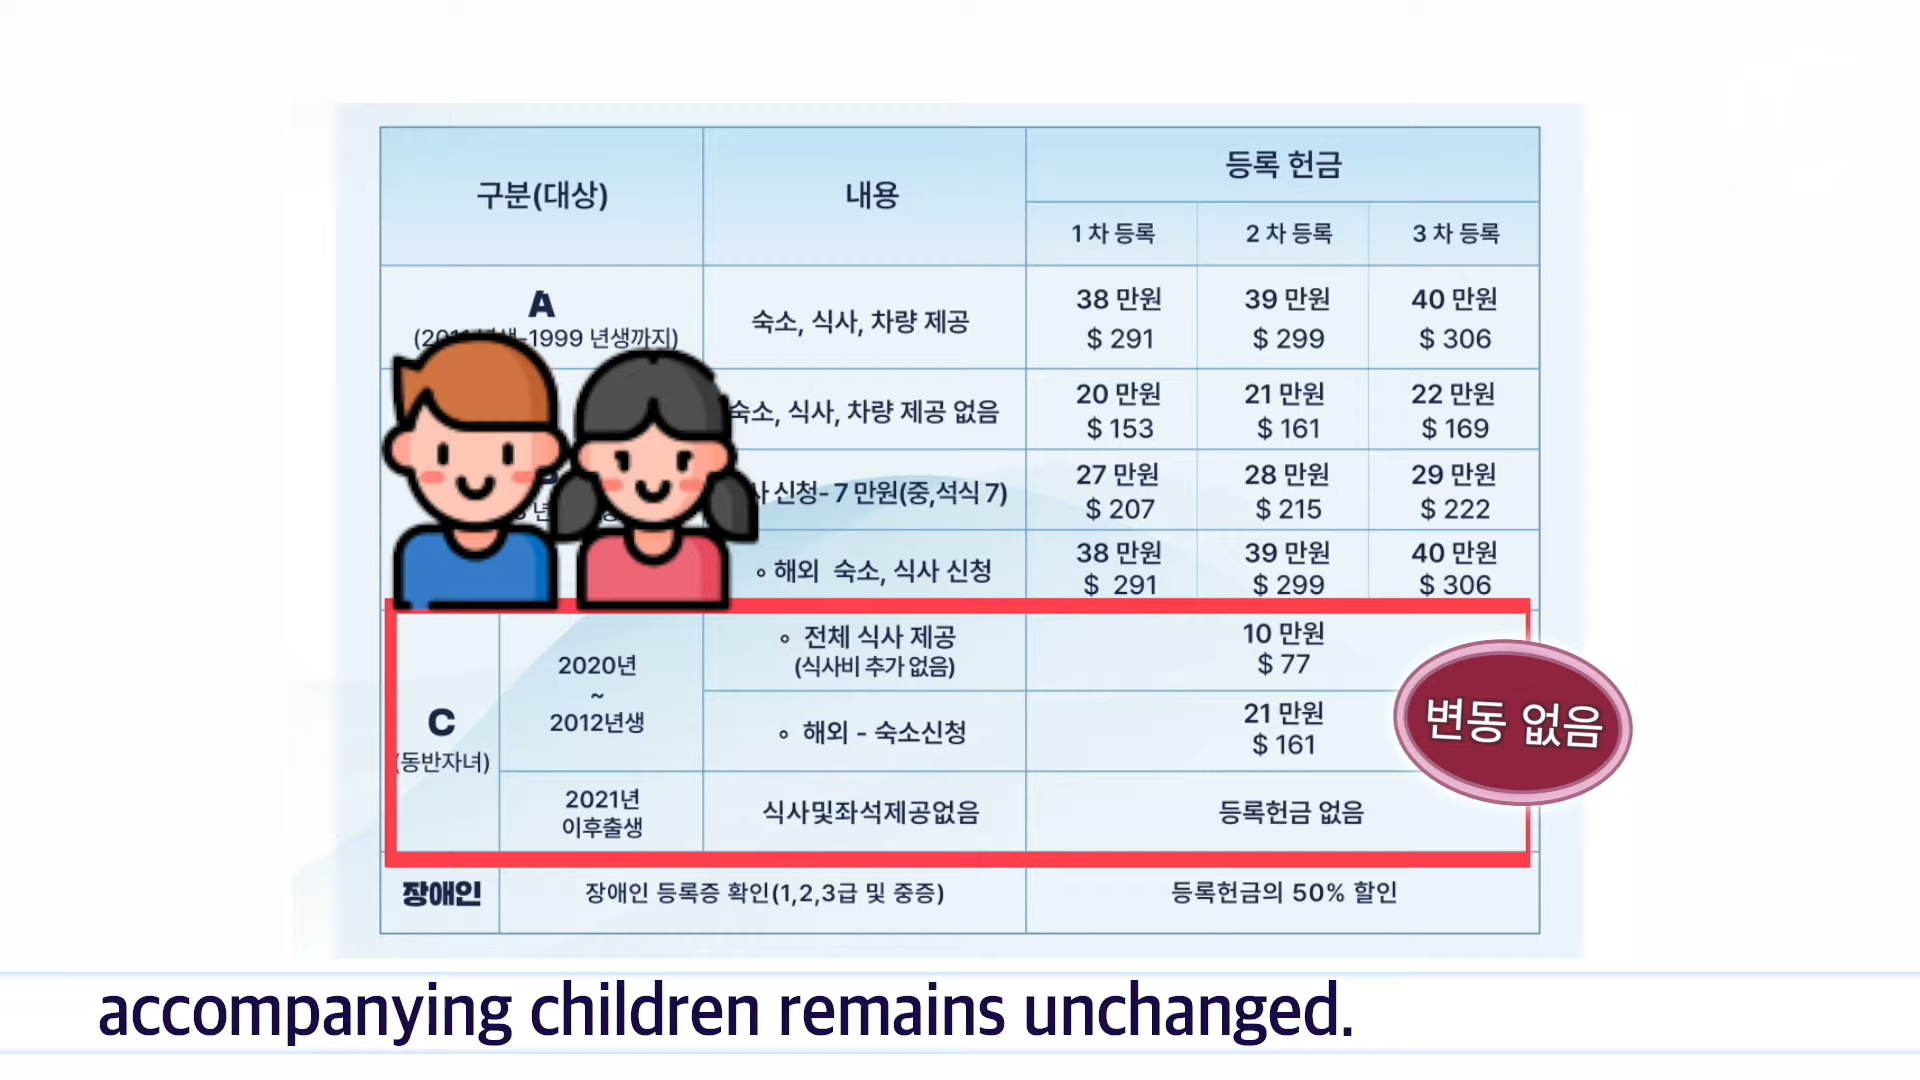 구분(대상)
내용
등록 헌금
1 차 등록
2 차 등록
3 차 등록
A
-1999 년생까지)
숙소, 식사, 차량 제공
38 만원
$ 291
39 만원
$ 299
40 만원
$ 306
숙소, 식사, 차량 제공 없음
20 만원
$ 153
21 만원
$ 161
22 만원
$ 169
신청- 7 만원(중,석식 7)
27 만원
$ 207
28 만원
$ 215
29 만원
$ 222
∘ 해외 숙소, 식사 신청
38 만원
$ 291
39 만원
$ 299
40 만원
$ 306
C
(동반자녀)
2020년
~
2012년생
∘ 전체 식사 제공
(식사비 추가 없음)
10 만원
$ 77
∘ 해외 - 숙소신청
21 만원
$ 161
변동 없음
2021년
이후출생
식사및좌석제공없음
등록헌금 없음
장애인
장애인 등록증 확인(1,2,3급 및 중증)
등록헌금의 50% 할인
accompanying children remains unchanged.